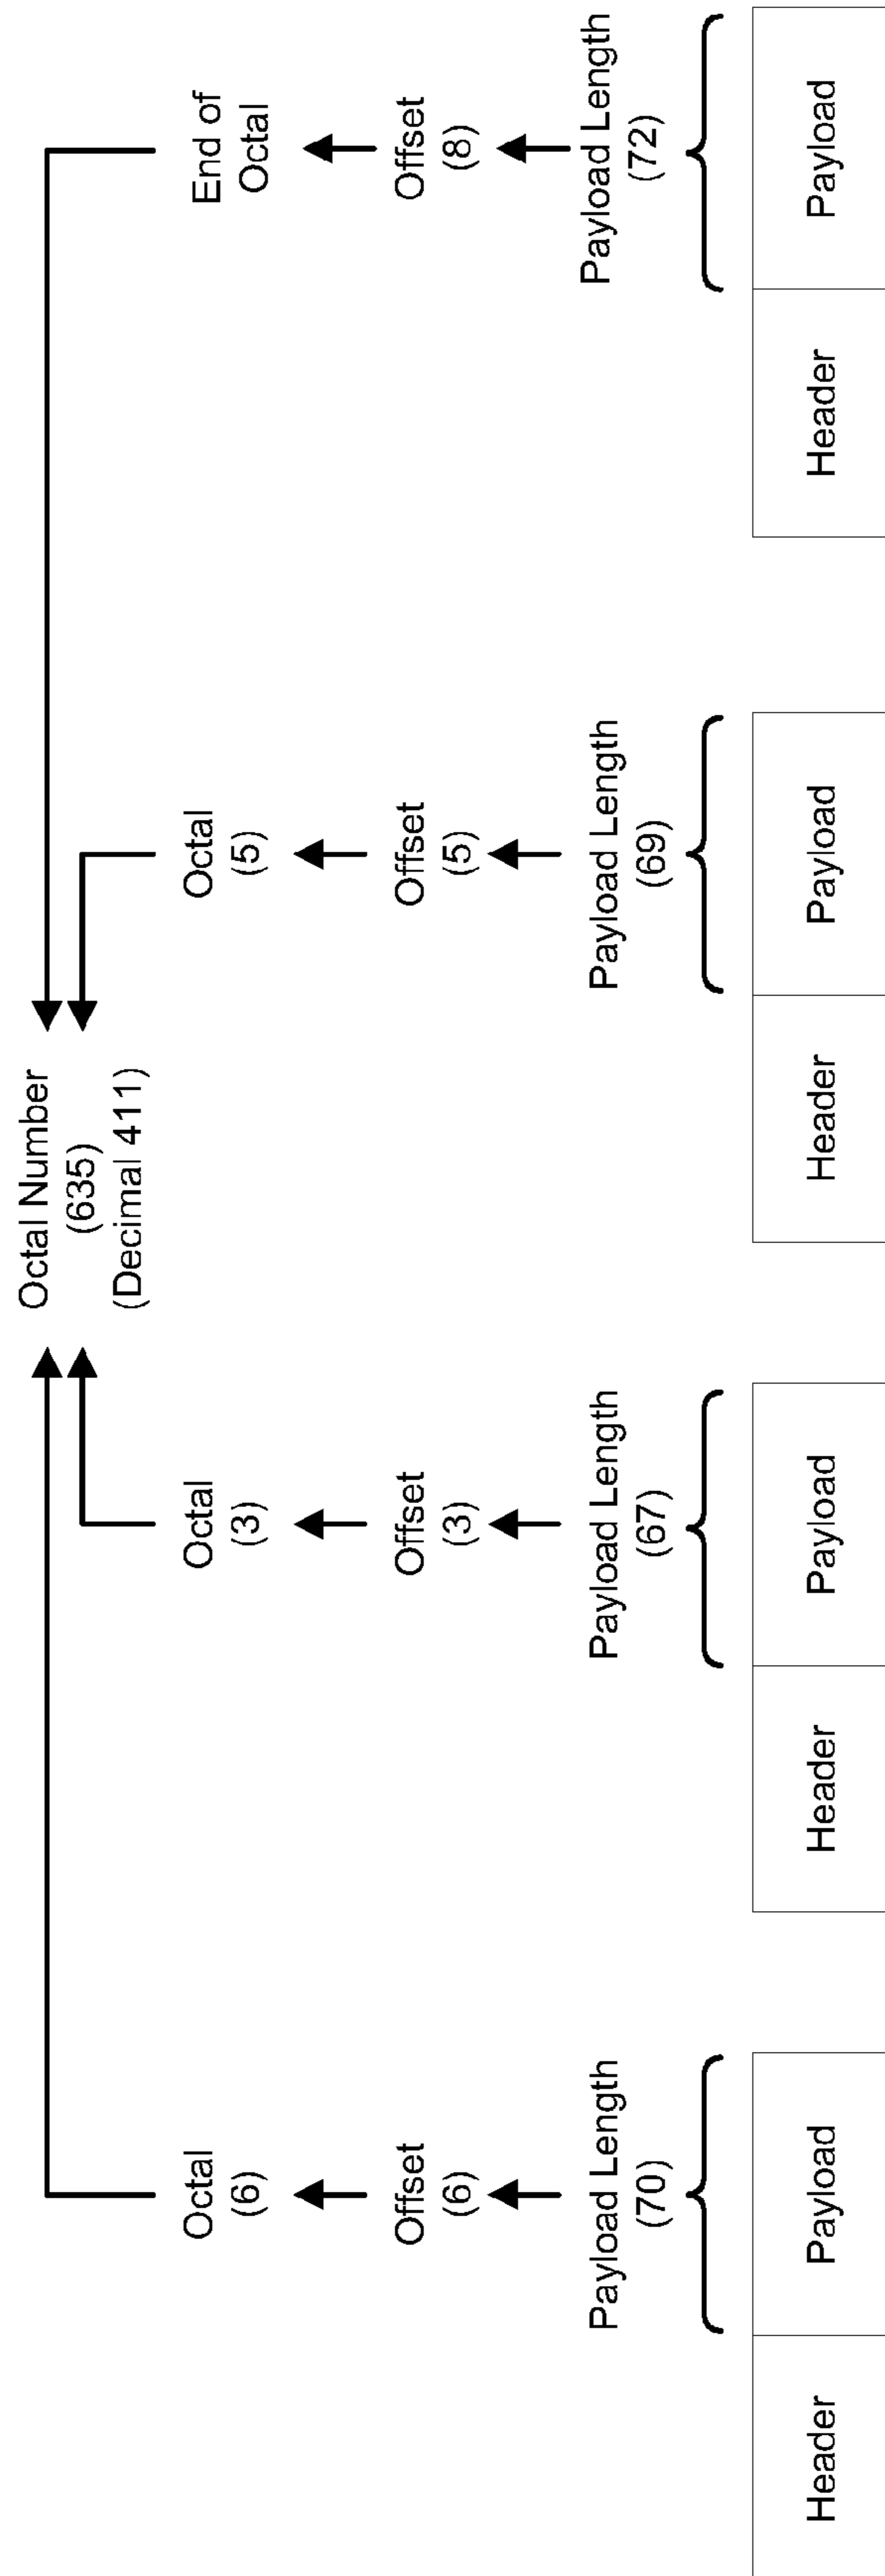 Octal Number
(635)
(Decimal 411)
Octal
(6)
Octal
(3)
Octal
(5)
End of
Octal
Offset
(6)
Offset
(3)
Offset
(5)
Offset
(8)
Payload Length
(70)
Payload Length
(67)
Payload Length
(69)
Payload Length
(72)
Header
Payload
Header
Payload
Header
Payload
Header
Payload